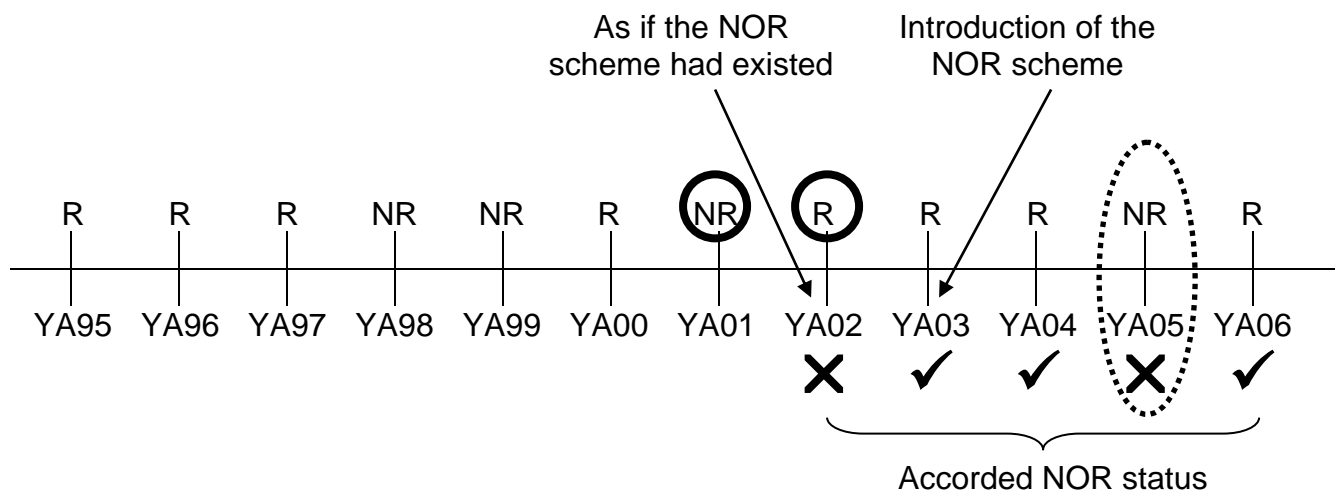 As if the NOR
scheme had existed
Introduction of the
NOR scheme
R R R NR NR R NR R R R NR R
YA95 YA96 YA97 YA98 YA99 YA00 YA01 YA02 YA03 YA04 YA05 YA06
Accorded NOR status